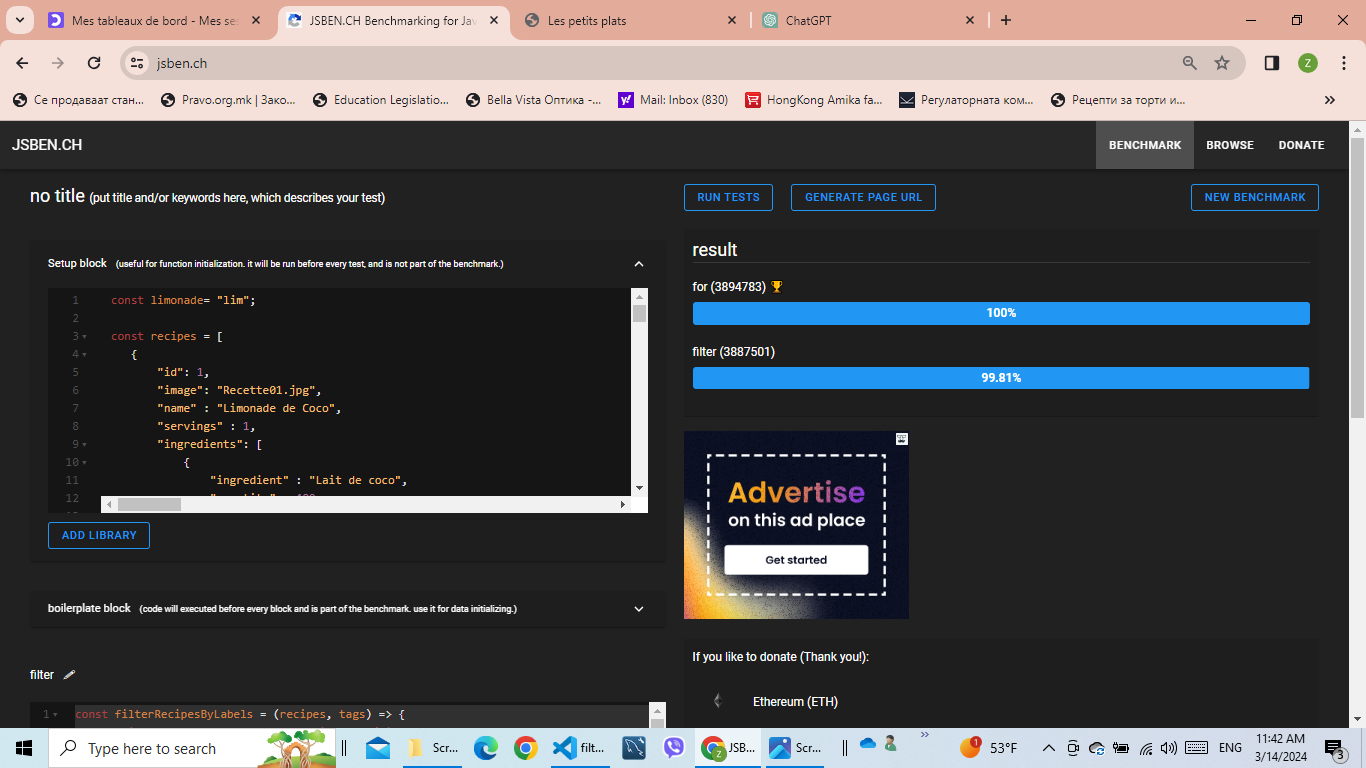 Mes tableaux de bord - Mes ses
JSBEN.CH Benchmarking for Jav
Les petits plats
ChatGPT
jsben.ch
Z
Се продаваат стан...
Pravo.org.mk | Зако...
Education Legislatio...
Bella Vista Оптика -...
Mail: Inbox (830)
HongKong Amika fa...
Регулаторната ком...
Рецепти за торти и...
JSBEN.CH
BENCHMARK
BROWSE
DONATE
no title (put title and/or keywords here, which describes your test)
RUN TESTS
GENERATE PAGE URL
NEW BENCHMARK
Setup block (useful for function initialization. it will be run before every test, and is not part of the benchmark.)
1 const limonade= "lim";
2
3 const recipes = [
4 {
5 "id": 1,
6 "image": "Recette01.jpg",
7 "name" : "Limonade de Coco",
8 "servings" : 1,
9 "ingredients": [
10 {
11 "ingredient" : "Lait de coco",
12
ADD LIBRARY
boilerplate block (code will executed before every block and is part of the benchmark. use it for data initializing.)
filter
1 const filterRecipesByLabels = (recipes, tags) => {
result
for (3894783)
100%
filter (3887501)
99.81%
Advertise
on this ad place
Get started
If you like to donate (Thank you!):
Ethereum (ETH)
Type here to search
Scr...
filt...
JSB...
Scr...
1
53°F
ENG
11:42 AM
3/14/2024
3